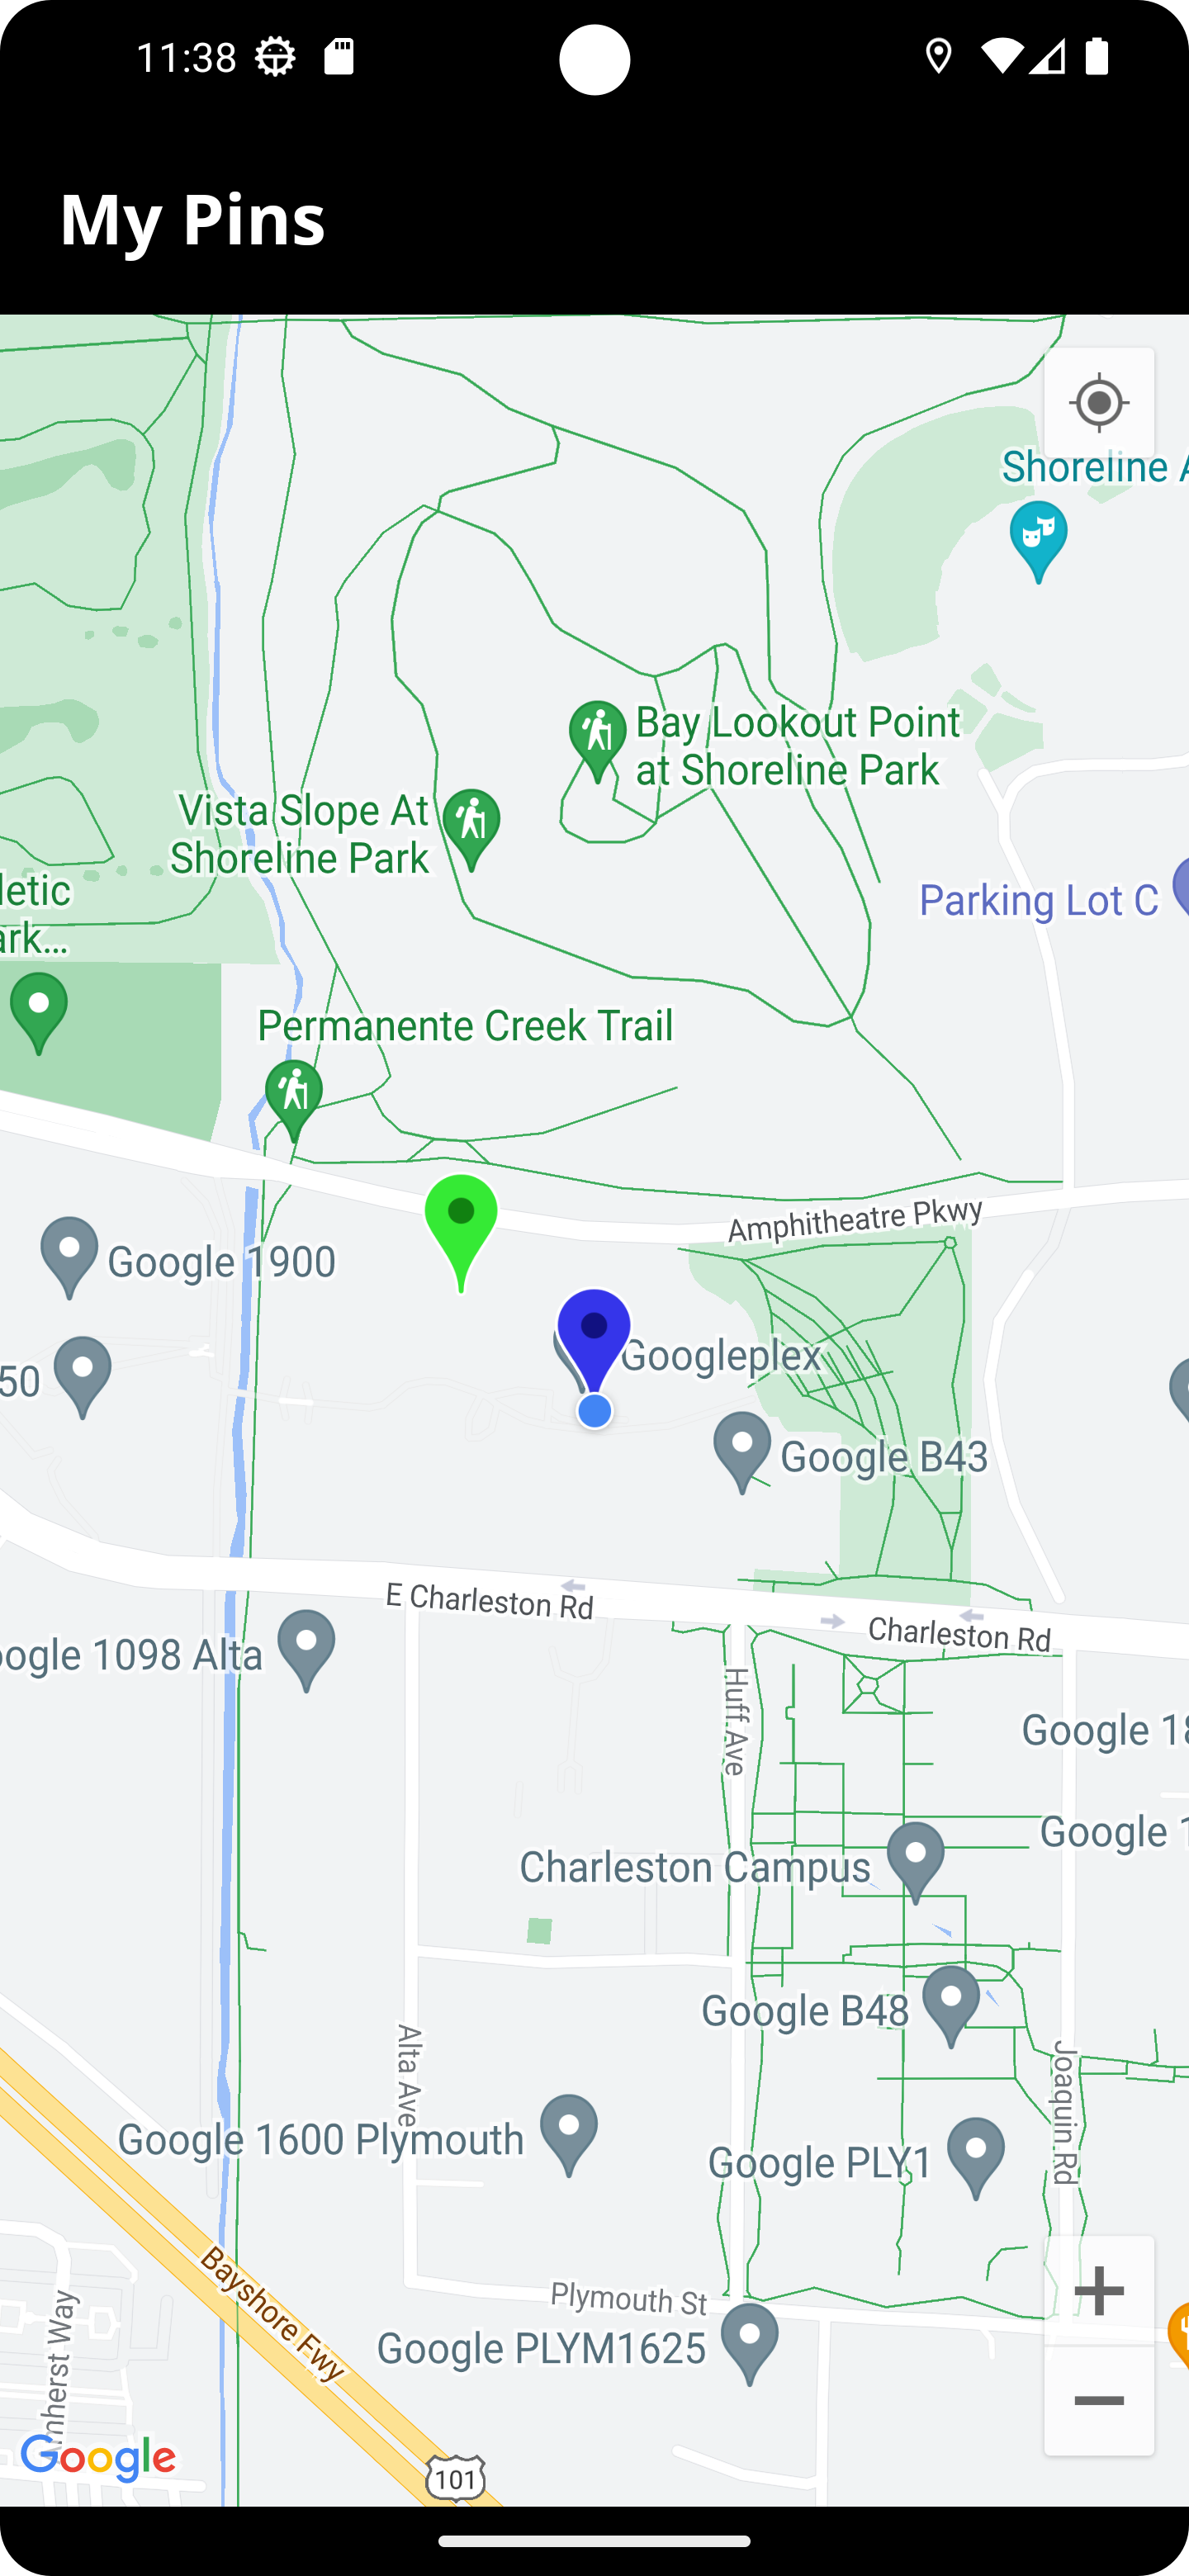 11:38
My Pins
Shoreline A
Bay Lookout Point
at Shoreline Park
Vista Slope At
Shoreline Park
letic
ark...
Parking Lot C
Permanente Creek Trail
Amphitheatre Pkwy
Google 1900
50
Googleplex
Google B43
E Charleston Rd
Charleston Rd
oogle 1098 Alta
Huff Ave
Google 18
Google 1
Charleston Campus
Google B48
Alta Ave
Joaquin Rd
Google 1600 Plymouth
Google PLY1
Bayshore Fwy
Plymouth St
Google PLYM1625
Amherst Way
Google
101